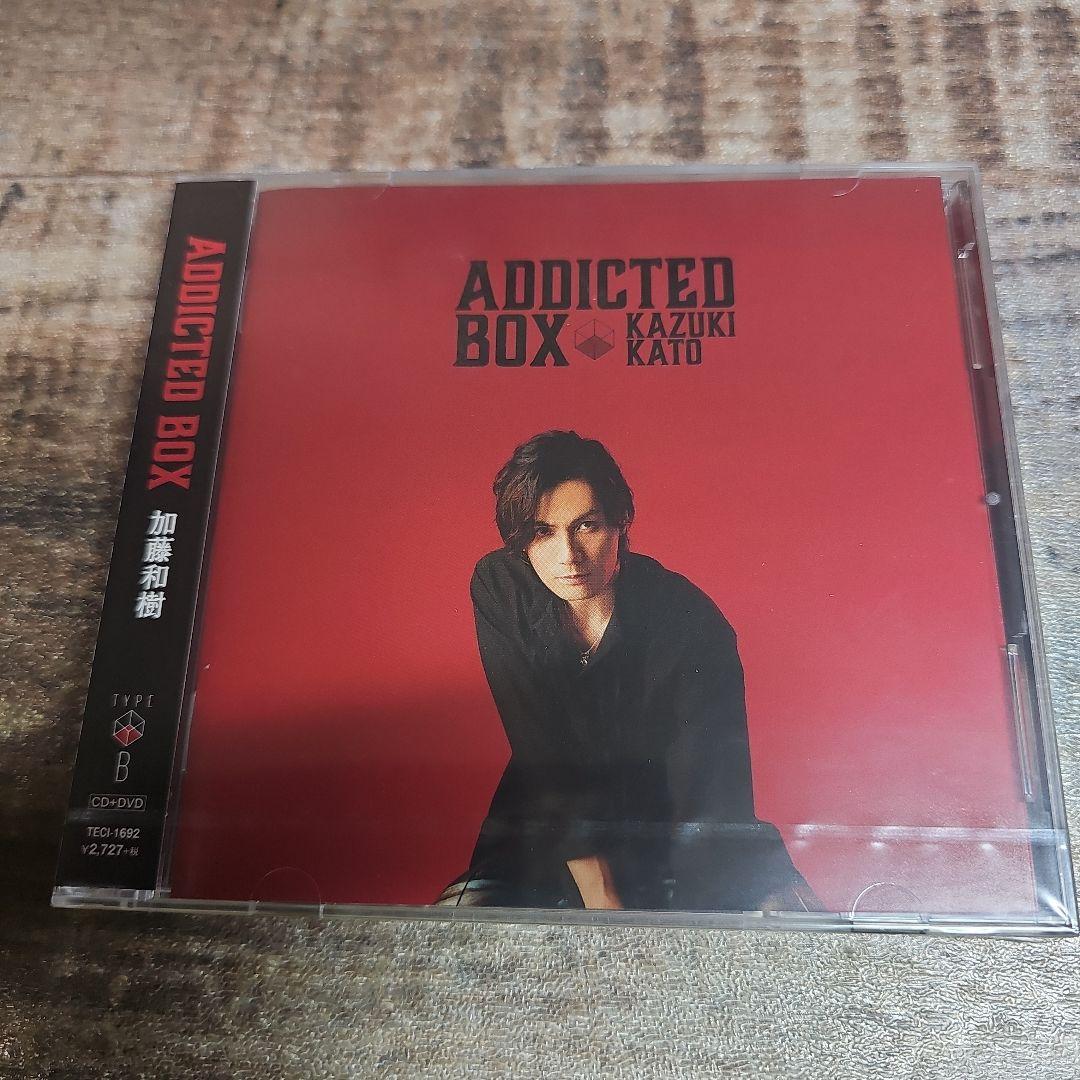 ADDICTED BOX 加藤和樹
TYPE
B
CD+DVD
TECI-1692
¥2,727+税
ADDICTED
BOX KAZUKI
KATO